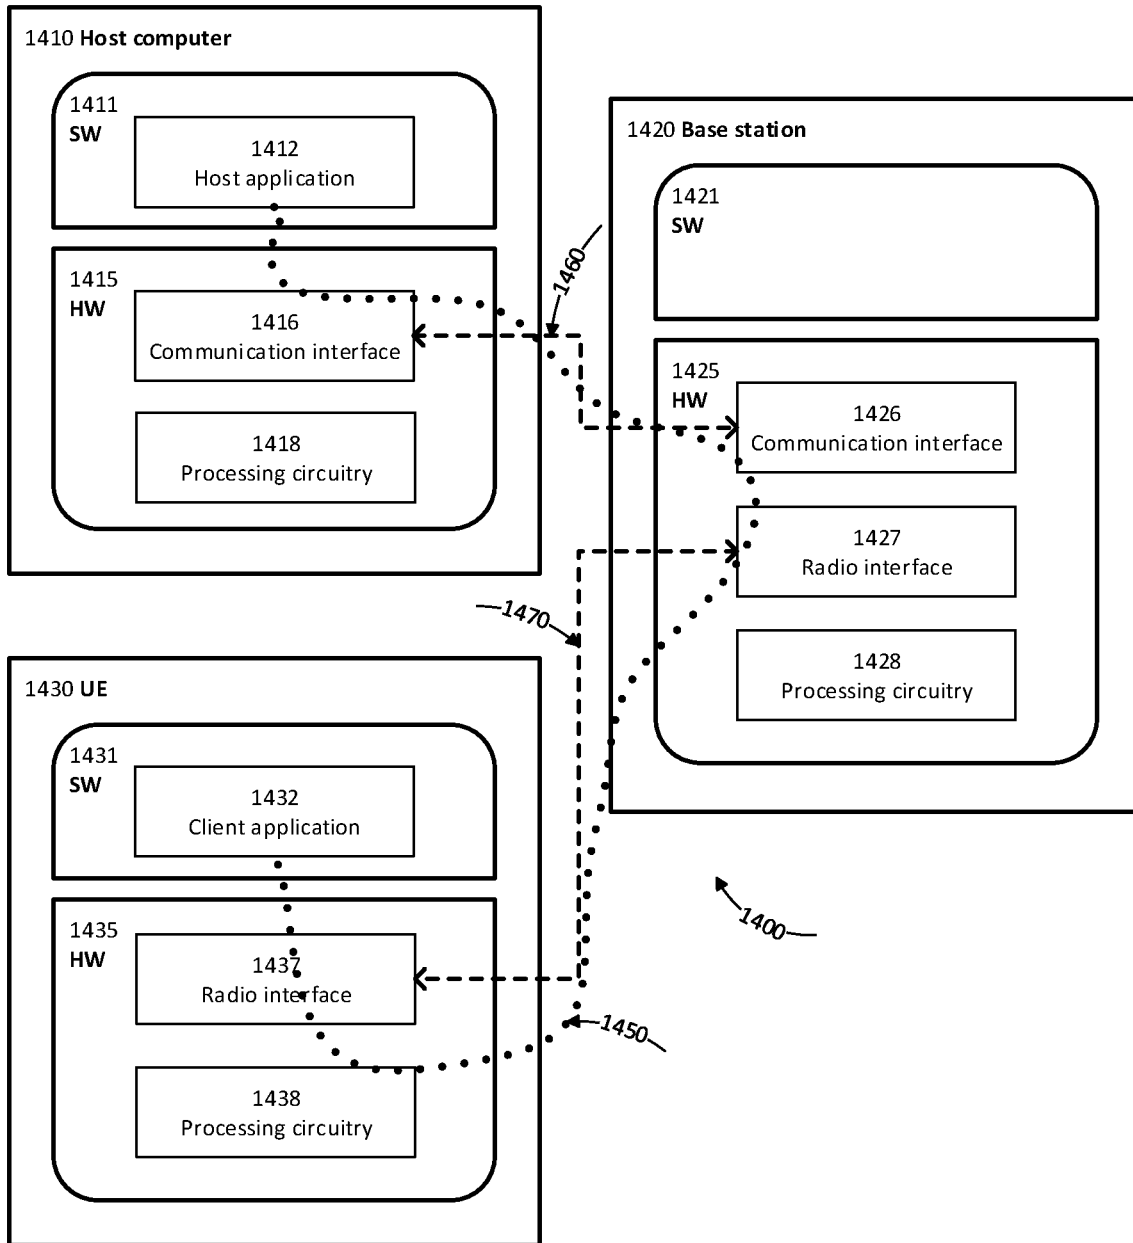 1410 Host computer
1411
SW
1412
Host application
1415
HW
1416
Communication interface
1418
Processing circuitry
1460
1420 Base station
1421
SW
1425
HW
1426
Communication interface
1427
Radio interface
1428
Processing circuitry
1470
1430 UE
1431
SW
1432
Client application
1435
HW
1437
Radio interface
1438
Processing circuitry
1400
1450